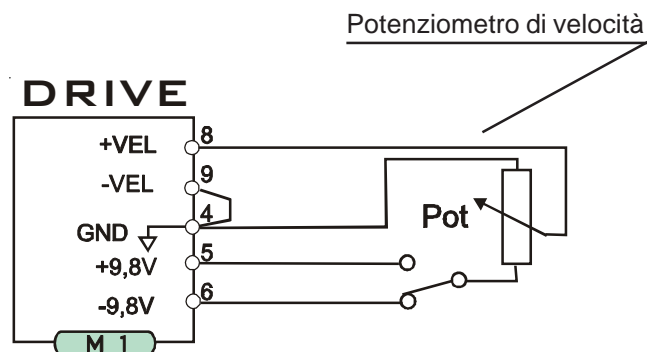 Potenziometro di velocità
DRIVE
+VEL 8
-VEL 9
GND 4
+9,8V 5
-9,8V 6
Pot
M 1